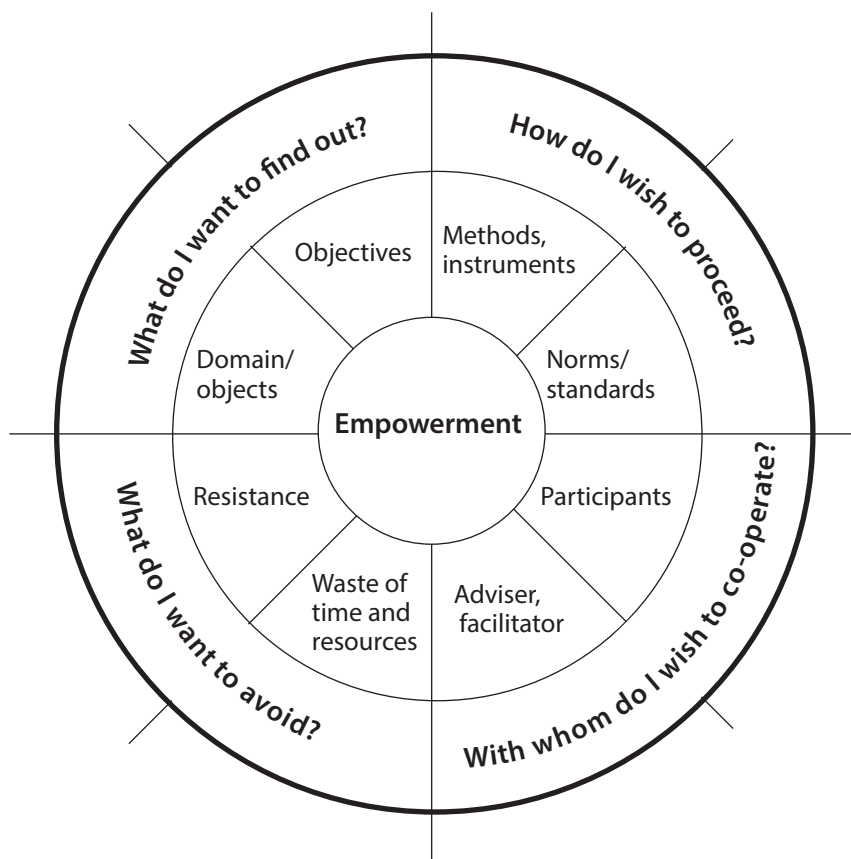 What do I want to find out?
How do I wish to proceed?
Objectives
Methods,
instruments
Domain/
objects
Norms/
standards
Empowerment
Resistance
Participants
Waste of
time and
resources
Adviser,
facilitator
What do I want to avoid?
With whom do I wish to co-operate?